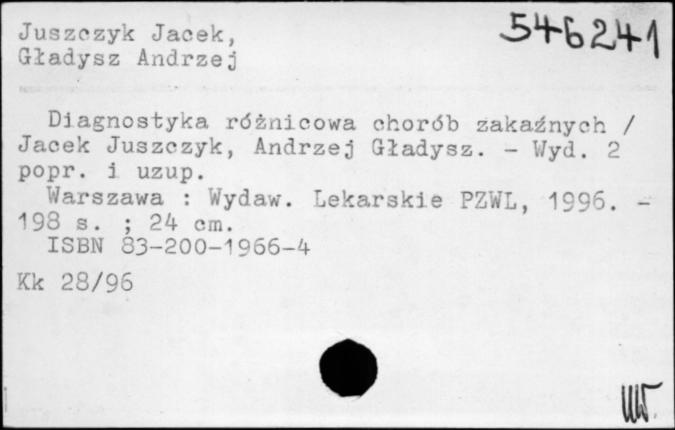 Juszczyk Jacek,
546241
Gładysz Andrzej
Diagnostyka różnicowa chorób zakaźnych /
Jacek Juszczyk, Andrzej Gładysz. - Wyd. 2
popr. i uzup.
Warszawa : Wydaw. Lekarskie PZWL, 1996. -
198 s. ; 24 cm.
ISBN 83-200-1966-4
Kk 28/96